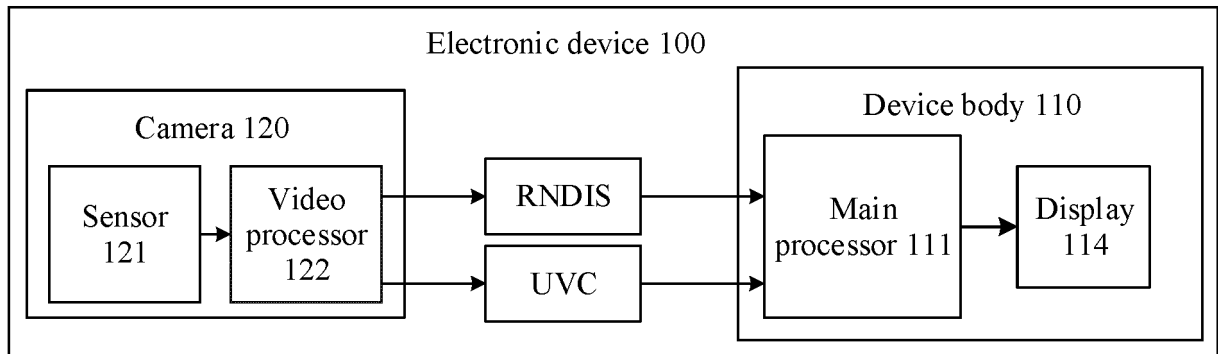 Electronic device 100
Camera 120
Sensor
121
Video
processor
122
RNDIS
UVC
Device body 110
Main
processor 111
Display
114